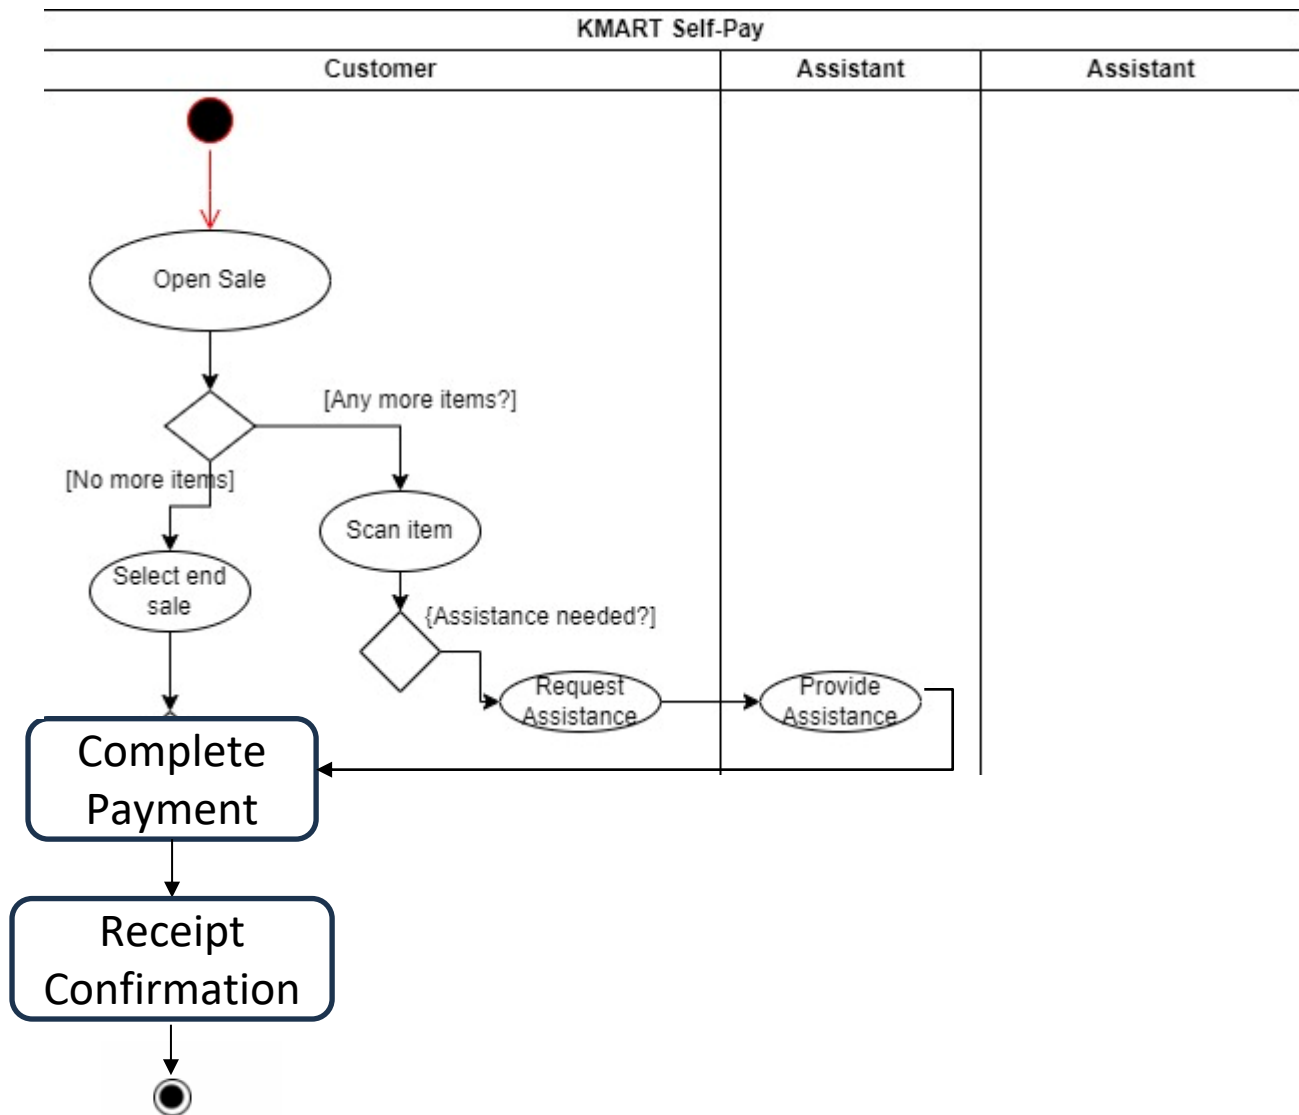 KMART Self-Pay
Customer
Assistant
Assistant
Open Sale
[Any more items?]
[No more items]
Scan item
Select end
sale
{Assistance needed?]
Request
Assistance
Provide
Assistance
Complete
Payment
Receipt
Confirmation